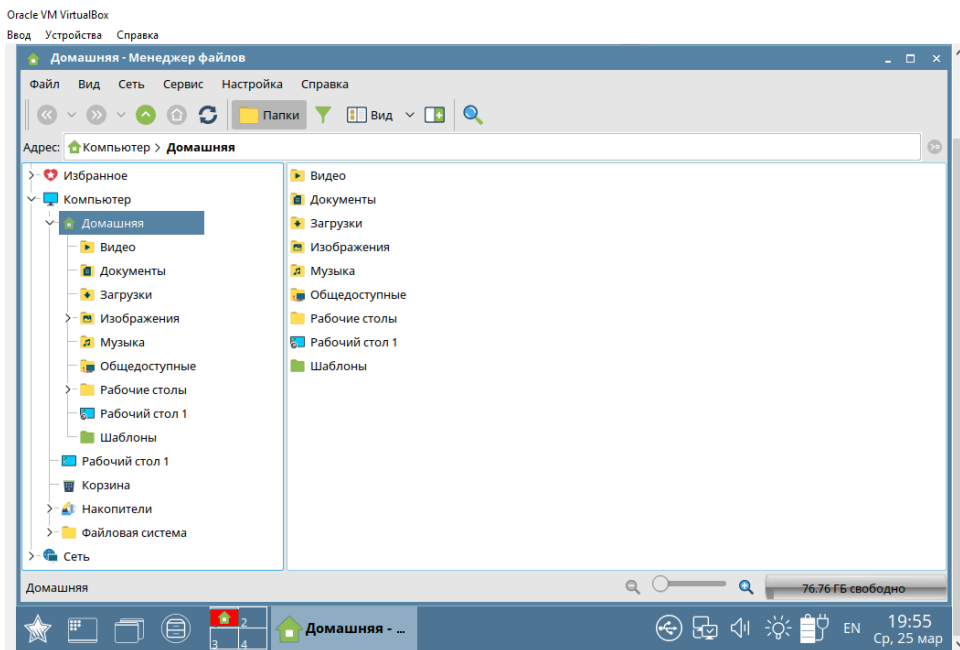 Oracle VM VirtualBox
Ввод Устройства Справка
Домашняя - Менеджер файлов
Файл Вид Сеть Сервис Настройка Справка
Папки Вид
Адрес: Компьютер > Домашняя
Избранное
Компьютер
Домашняя
Видео
Документы
Загрузки
Изображения
Музыка
Общедоступные
Рабочие столы
Рабочий стол 1
Шаблоны
Рабочий стол 1
Корзина
Накопители
Файловая система
Сеть
Видео
Документы
Загрузки
Изображения
Музыка
Общедоступные
Рабочие столы
Рабочий стол 1
Шаблоны
Домашняя
76.76 ГБ свободно
2
3 4
Домашняя - ...
EN
19:55
Ср, 25 мар